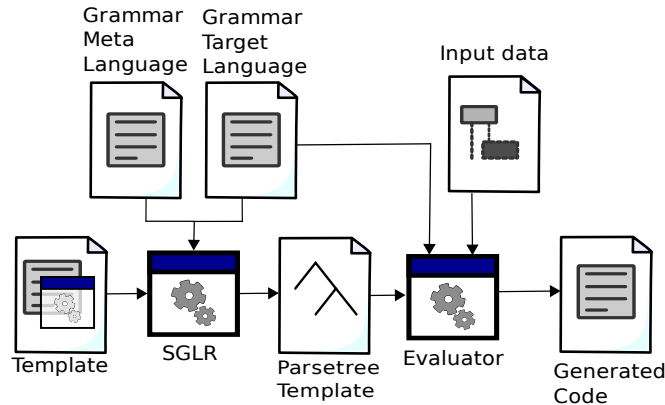 Grammar
Meta
Language
Grammar
Target
Language
Input data
Template
SGLR
Parsetree
Template
Evaluator
Generated
Code